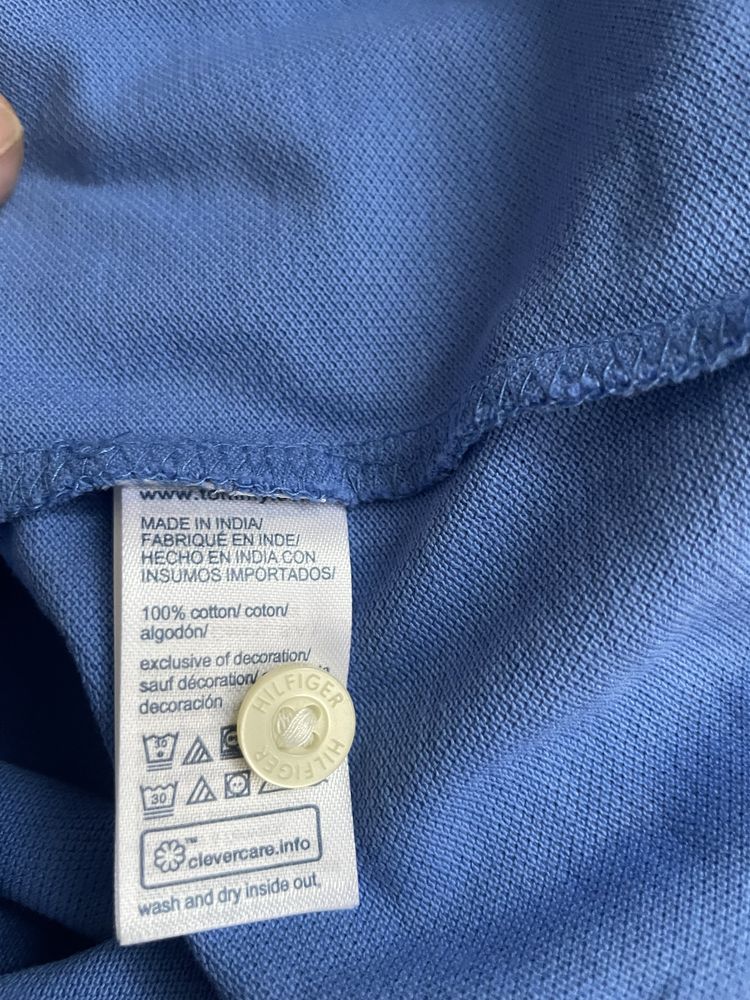 MADE IN INDIA/
FABRIQUÉ EN INDE/
HECHO EN INDIA CON
INSUMOS IMPORTADOS/
100% cotton/ coton/
algodón/
exclusive of decoration/
sauf décoration/
decoración
HILFIGER
HILFIGER
30
30
™
clevercare.info
wash and dry inside out.